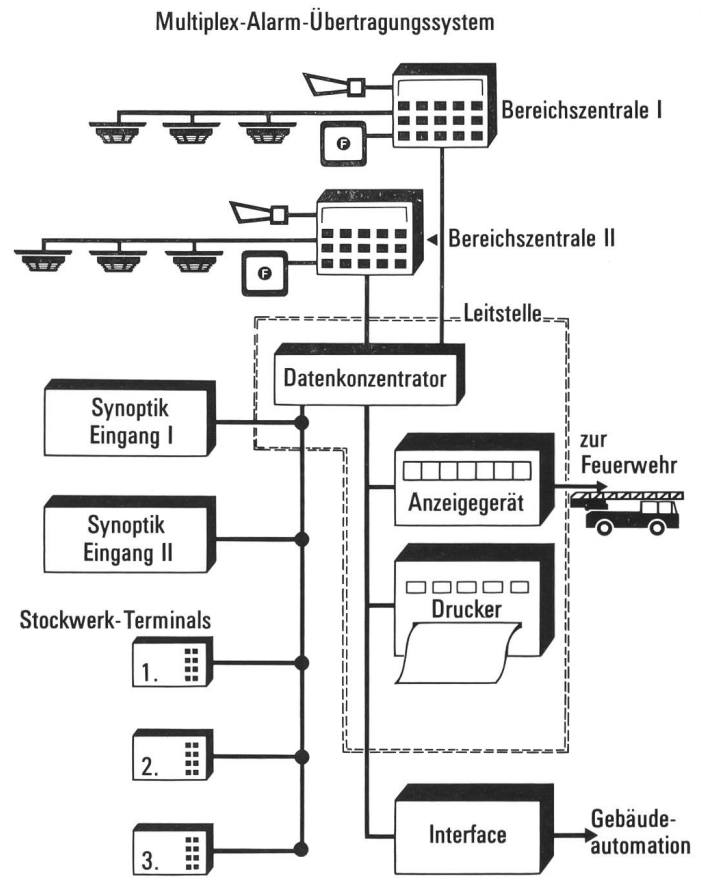 Multiplex-Alarm-Übertragungssystem
Bereichszentrale I
F
Bereichszentrale II
F
Leitstelle
Datenkonzentrator
Synoptik
Eingang I
zur
Feuerwehr
Anzeigegerät
Synoptik
Eingang II
Drucker
Stockwerk-Terminals
1.
2.
3.
Interface
Gebäude-
automation